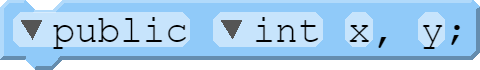 public int x, y;